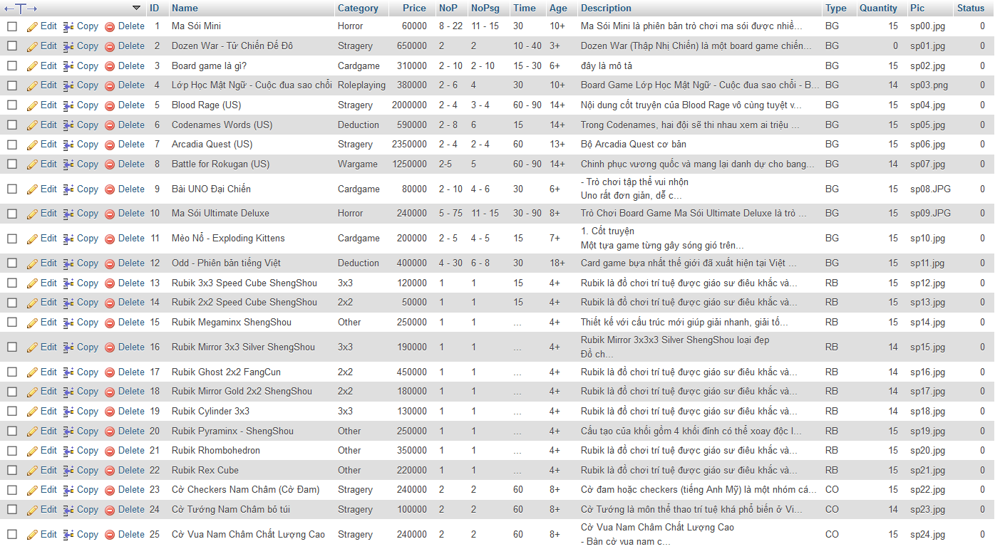 ←T→ ID Name Category Price NoP NoPsg Time Age Description Type Quantity Pic Status
Edit Copy Delete 1 Ma Sói Mini Horror 60000 8 - 22 11 - 15 30 10+ Ma Sói Mini là phiên bản trò chơi ma sói được nhiề... BG 15 sp00.jpg 0
Edit Copy Delete 2 Dozen War - Tứ Chiến Đế Đô Stragery 650000 2 2 10 - 40 3+ Dozen War (Thập Nhị Chiến) là một board game chiến... BG 0 sp01.jpg 0
Edit Copy Delete 3 Board game là gì? Cardgame 310000 2 - 10 2 - 10 15 - 30 6+ đây là mô tả BG 15 sp02.jpg 0
Edit Copy Delete 4 Lớp Học Mật Ngữ - Cuộc đua sao chổi Roleplaying 380000 2 - 6 4 30 10+ Board Game Lớp Học Mật Ngữ - Cuộc đua sao chổi - B... BG 14 sp03.png 0
Edit Copy Delete 5 Blood Rage (US) Stragery 2000000 2 - 4 3 - 4 60 - 90 14+ Nội dung cốt truyện của Blood Rage vô cùng tuyệt v... BG 15 sp04.jpg 0
Edit Copy Delete 6 Codenames Words (US) Deduction 590000 2 - 8 6 15 14+ Trong Codenames, hai đội sẽ thi nhau xem ai triệu ... BG 15 sp05.jpg 0
Edit Copy Delete 7 Arcadia Quest (US) Stragery 2350000 2 - 4 2 - 4 60 13+ Bộ Arcadia Quest cơ bản BG 15 sp06.jpg 0
Edit Copy Delete 8 Battle for Rokugan (US) Wargame 1250000 2-5 5 60 - 90 14+ Chinh phục vương quốc và mang lại danh dự cho bang... BG 14 sp07.jpg 0
Edit Copy Delete 9 Bài UNO Đại Chiến Cardgame 80000 2 - 10 4 - 6 30 6+ - Trò chơi tập thể vui nhộn BG 15 sp08.JPG 0
Uno rất đơn giản, dễ c...
Edit Copy Delete 10 Ma Sói Ultimate Deluxe Horror 240000 5 - 75 11 - 15 30 - 90 8+ Trò Chơi Board Game Ma Sói Ultimate Deluxe là trò ... BG 15 sp09.JPG 0
Edit Copy Delete 11 Mèo Nổ - Exploding Kittens Cardgame 200000 2 - 5 4 - 5 15 7+ 1. Cốt truyện BG 15 sp10.jpg 0
Một tựa game từng gây sóng gió trên...
Edit Copy Delete 12 Odd - Phiên bản tiếng Việt Deduction 400000 4 - 30 6 - 8 30 18+ Card game bựa nhất thế giới đã xuất hiện tại Việt ... BG 15 sp11.jpg 0
Edit Copy Delete 13 Rubik 3x3 Speed Cube ShengShou 3x3 120000 1 1 15 4+ Rubik là đồ chơi trí tuệ được giáo sư điêu khắc và... RB 15 sp12.jpg 0
Edit Copy Delete 14 Rubik 2x2 Speed Cube ShengShou 2x2 50000 1 1 15 4+ Rubik là đồ chơi trí tuệ được giáo sư điêu khắc và... RB 15 sp13.jpg 0
Edit Copy Delete 15 Rubik Megaminx ShengShou Other 250000 1 1 ... 4+ Thiết kế với cấu trúc mới giúp giải nhanh, giải tố... RB 15 sp14.jpg 0
Edit Copy Delete 16 Rubik Mirror 3x3 Silver ShengShou 3x3 190000 1 1 ... 4+ Rubik Mirror 3x3x3 Silver ShengShou loại đẹp RB 14 sp15.jpg 0
Đồ ch...
Edit Copy Delete 17 Rubik Ghost 2x2 FangCun 2x2 450000 1 1 ... 4+ Rubik là đồ chơi trí tuệ được giáo sư điêu khắc và... RB 14 sp16.jpg 0
Edit Copy Delete 18 Rubik Mirror Gold 2x2 ShengShou 2x2 180000 1 1 ... 4+ Rubik là đồ chơi trí tuệ được giáo sư điêu khắc và... RB 14 sp17.jpg 0
Edit Copy Delete 19 Rubik Cylinder 3x3 3x3 130000 1 1 ... 4+ Rubik là đồ chơi trí tuệ được giáo sư điêu khắc và... RB 14 sp18.jpg 0
Edit Copy Delete 20 Rubik Pyraminx - ShengShou Other 250000 1 1 ... 4+ Cấu tạo của khối gồm 4 khối đỉnh có thể xoay độc l... RB 15 sp19.jpg 0
Edit Copy Delete 21 Rubik Rhombohedron Other 350000 1 1 ... 4+ Rubik là đồ chơi trí tuệ được giáo sư điêu khắc và... RB 15 sp20.jpg 0
Edit Copy Delete 22 Rubik Rex Cube Other 220000 1 1 ... 4+ Rubik là đồ chơi trí tuệ được giáo sư điêu khắc và... RB 15 sp21.jpg 0
Edit Copy Delete 23 Cờ Checkers Nam Châm (Cờ Đam) Stragery 240000 2 2 60 8+ Cờ đam hoặc checkers (tiếng Anh Mỹ) là một nhóm cá... CO 15 sp22.jpg 0
Edit Copy Delete 24 Cờ Tướng Nam Châm bỏ túi Stragery 100000 2 2 60 8+ Cờ Tướng là môn thể thao trí tuệ khá phổ biến ở Vi... CO 14 sp23.jpg 0
Edit Copy Delete 25 Cờ Vua Nam Châm Chất Lượng Cao Stragery 240000 2 2 60 8+ Cờ Vua Nam Châm Chất Lượng Cao CO 15 sp24.jpg 0
- Bàn cờ vua nam c...